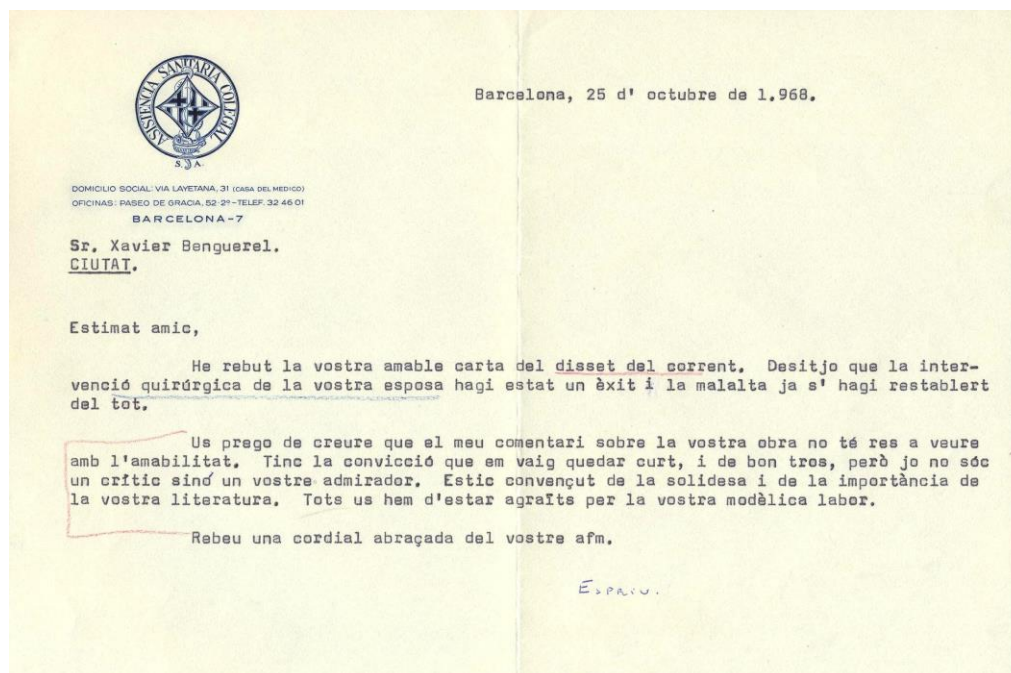 ASISTENCIA SANITARIA COLEGIAL
S. A.
Barcelona, 25 d' octubre de 1.968.
DOMICILIO SOCIAL: VIA LAYETANA, 31 (CASA DEL MEDICO)
OFICINAS: PASEO DE GRACIA, 52-2º - TELEF. 32 46 01
BARCELONA-7
Sr. Xavier Benguerel.
CIUTAT.
Estimat amic,
He rebut la vostra amable carta del disset del corrent. Desitjo que la inter-
venció quirúrgica de la vostra esposa hagi estat un èxit i la malalta ja s' hagi restablert
del tot.
Us prego de creure que el meu comentari sobre la vostra obra no té res a veure
amb l'amabilitat. Tinc la convicció que em vaig quedar curt, i de bon tros, però jo no sóc
un crític sinó un vostre admirador. Estic convençut de la solidesa i de la importància de
la vostra literatura. Tots us hem d'estar agraïts per la vostra modèlica labor.
Rebeu una cordial abraçada del vostre afm.
Espriu.